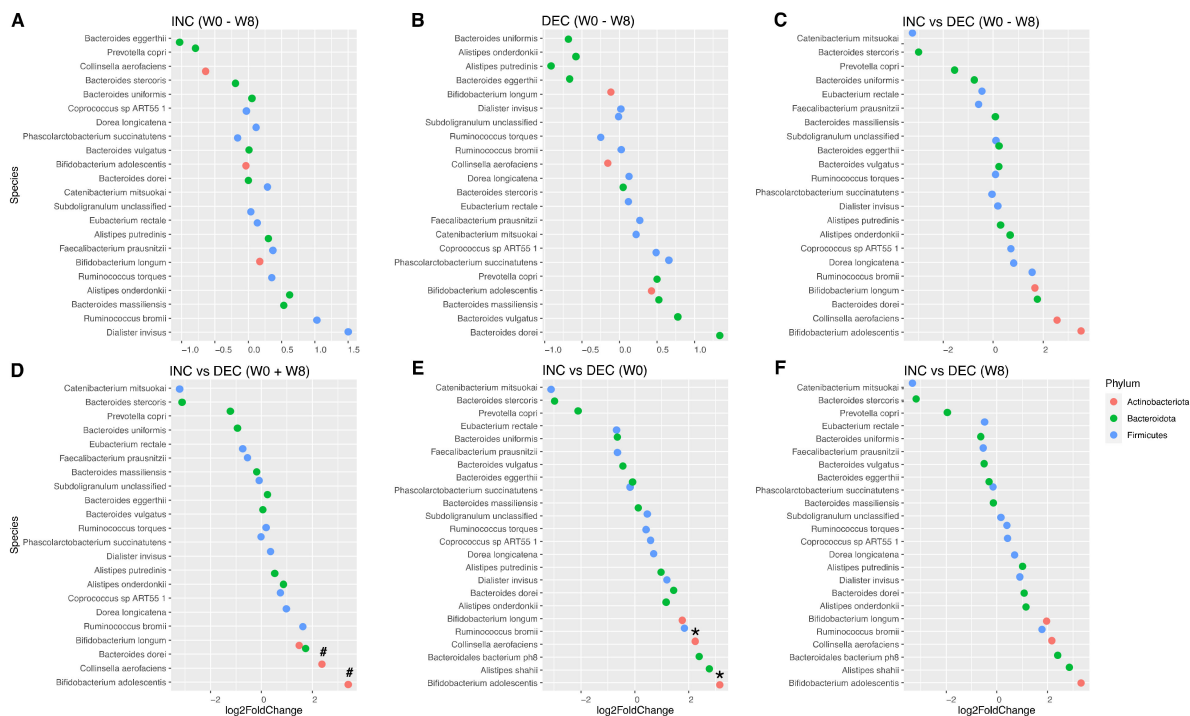 A
INC (W0 - W8)
Species
Bacteroides eggerthii
Prevotella copri
Collinsella aerofaciens
Bacteroides stercoris
Bacteroides uniformis
Coprococcus sp ART55 1
Dorea longicatena
Phascolarctobacterium succinatutens
Bacteroides vulgatus
Bifidobacterium adolescentis
Bacteroides dorei
Catenibacterium mitsuokai
Subdoligranulum unclassified
Eubacterium rectale
Alistipes putredinis
Faecalibacterium prausnitzii
Bifidobacterium longum
Ruminococcus torques
Alistipes onderdonkii
Bacteroides massiliensis
Ruminococcus bromii
Dialister invisus
−1.0 −0.5 0.0 0.5 1.0 1.5
B
DEC (W0 - W8)
Bacteroides uniformis
Alistipes onderdonkii
Alistipes putredinis
Bacteroides eggerthii
Bifidobacterium longum
Dialister invisus
Subdoligranulum unclassified
Ruminococcus torques
Ruminococcus bromii
Collinsella aerofaciens
Dorea longicatena
Bacteroides stercoris
Eubacterium rectale
Faecalibacterium prausnitzii
Catenibacterium mitsuokai
Coprococcus sp ART55 1
Phascolarctobacterium succinatutens
Prevotella copri
Bifidobacterium adolescentis
Bacteroides massiliensis
Bacteroides vulgatus
Bacteroides dorei
−1.0 −0.5 0.0 0.5 1.0
C
INC vs DEC (W0 - W8)
Catenibacterium mitsuokai
Bacteroides stercoris
Prevotella copri
Bacteroides uniformis
Eubacterium rectale
Faecalibacterium prausnitzii
Bacteroides massiliensis
Subdoligranulum unclassified
Bacteroides eggerthii
Bacteroides vulgatus
Ruminococcus torques
Phascolarctobacterium succinatutens
Dialister invisus
Alistipes putredinis
Alistipes onderdonkii
Coprococcus sp ART55 1
Dorea longicatena
Ruminococcus bromii
Bifidobacterium longum
Bacteroides dorei
Collinsella aerofaciens
Bifidobacterium adolescentis
−2 0 2
D
INC vs DEC (W0 + W8)
Species
Catenibacterium mitsuokai
Bacteroides stercoris
Prevotella copri
Bacteroides uniformis
Eubacterium rectale
Faecalibacterium prausnitzii
Bacteroides massiliensis
Subdoligranulum unclassified
Bacteroides eggerthii
Bacteroides vulgatus
Ruminococcus torques
Phascolarctobacterium succinatutens
Dialister invisus
Alistipes putredinis
Alistipes onderdonkii
Coprococcus sp ART55 1
Dorea longicatena
Ruminococcus bromii
Bifidobacterium longum
Bacteroides dorei #
Collinsella aerofaciens #
Bifidobacterium adolescentis
−2 0 2
log2FoldChange
E
INC vs DEC (W0)
Catenibacterium mitsuokai
Bacteroides stercoris
Prevotella copri
Eubacterium rectale
Bacteroides uniformis
Faecalibacterium prausnitzii
Bacteroides vulgatus
Bacteroides eggerthii
Phascolarctobacterium succinatutens
Bacteroides massiliensis
Subdoligranulum unclassified
Ruminococcus torques
Coprococcus sp ART55 1
Dorea longicatena
Alistipes putredinis
Dialister invisus
Bacteroides dorei
Alistipes onderdonkii
Bifidobacterium longum
Ruminococcus bromii *
Collinsella aerofaciens
Bacteroidales bacterium ph8
Alistipes shahii *
Bifidobacterium adolescentis
−2 0 2
log2FoldChange
F
INC vs DEC (W8)
Catenibacterium mitsuokai
Bacteroides stercoris
Prevotella copri
Eubacterium rectale
Bacteroides uniformis
Faecalibacterium prausnitzii
Bacteroides vulgatus
Bacteroides eggerthii
Phascolarctobacterium succinatutens
Bacteroides massiliensis
Subdoligranulum unclassified
Ruminococcus torques
Coprococcus sp ART55 1
Dorea longicatena
Alistipes putredinis
Dialister invisus
Bacteroides dorei
Alistipes onderdonkii
Bifidobacterium longum
Ruminococcus bromii
Collinsella aerofaciens
Bacteroidales bacterium ph8
Alistipes shahii
Bifidobacterium adolescentis
−2 0 2
log2FoldChange
Phylum
Actinobacteriota
Bacteroidota
Firmicutes